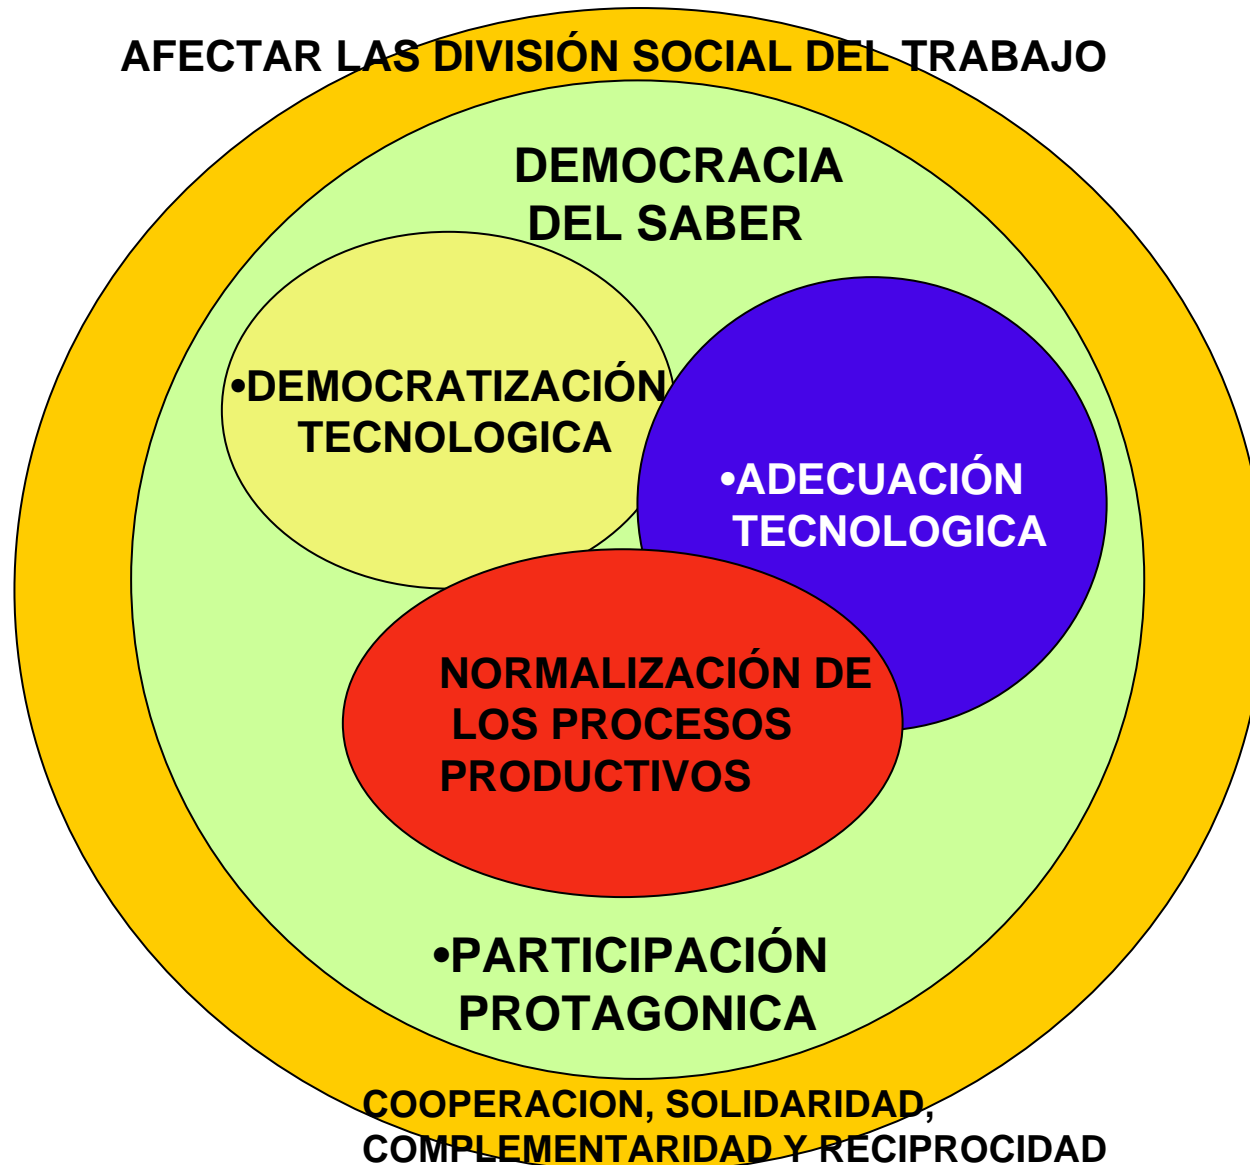 AFECTAR LAS DIVISIÓN SOCIAL DEL TRABAJO
DEMOCRACIA
DEL SABER
•DEMOCRATIZACIÓN
TECNOLOGICA
•ADECUACIÓN
TECNOLOGICA
NORMALIZACIÓN DE
LOS PROCESOS
PRODUCTIVOS
•PARTICIPACIÓN
PROTAGONICA
COOPERACION, SOLIDARIDAD,
COMPLEMENTARIDAD Y RECIPROCIDAD